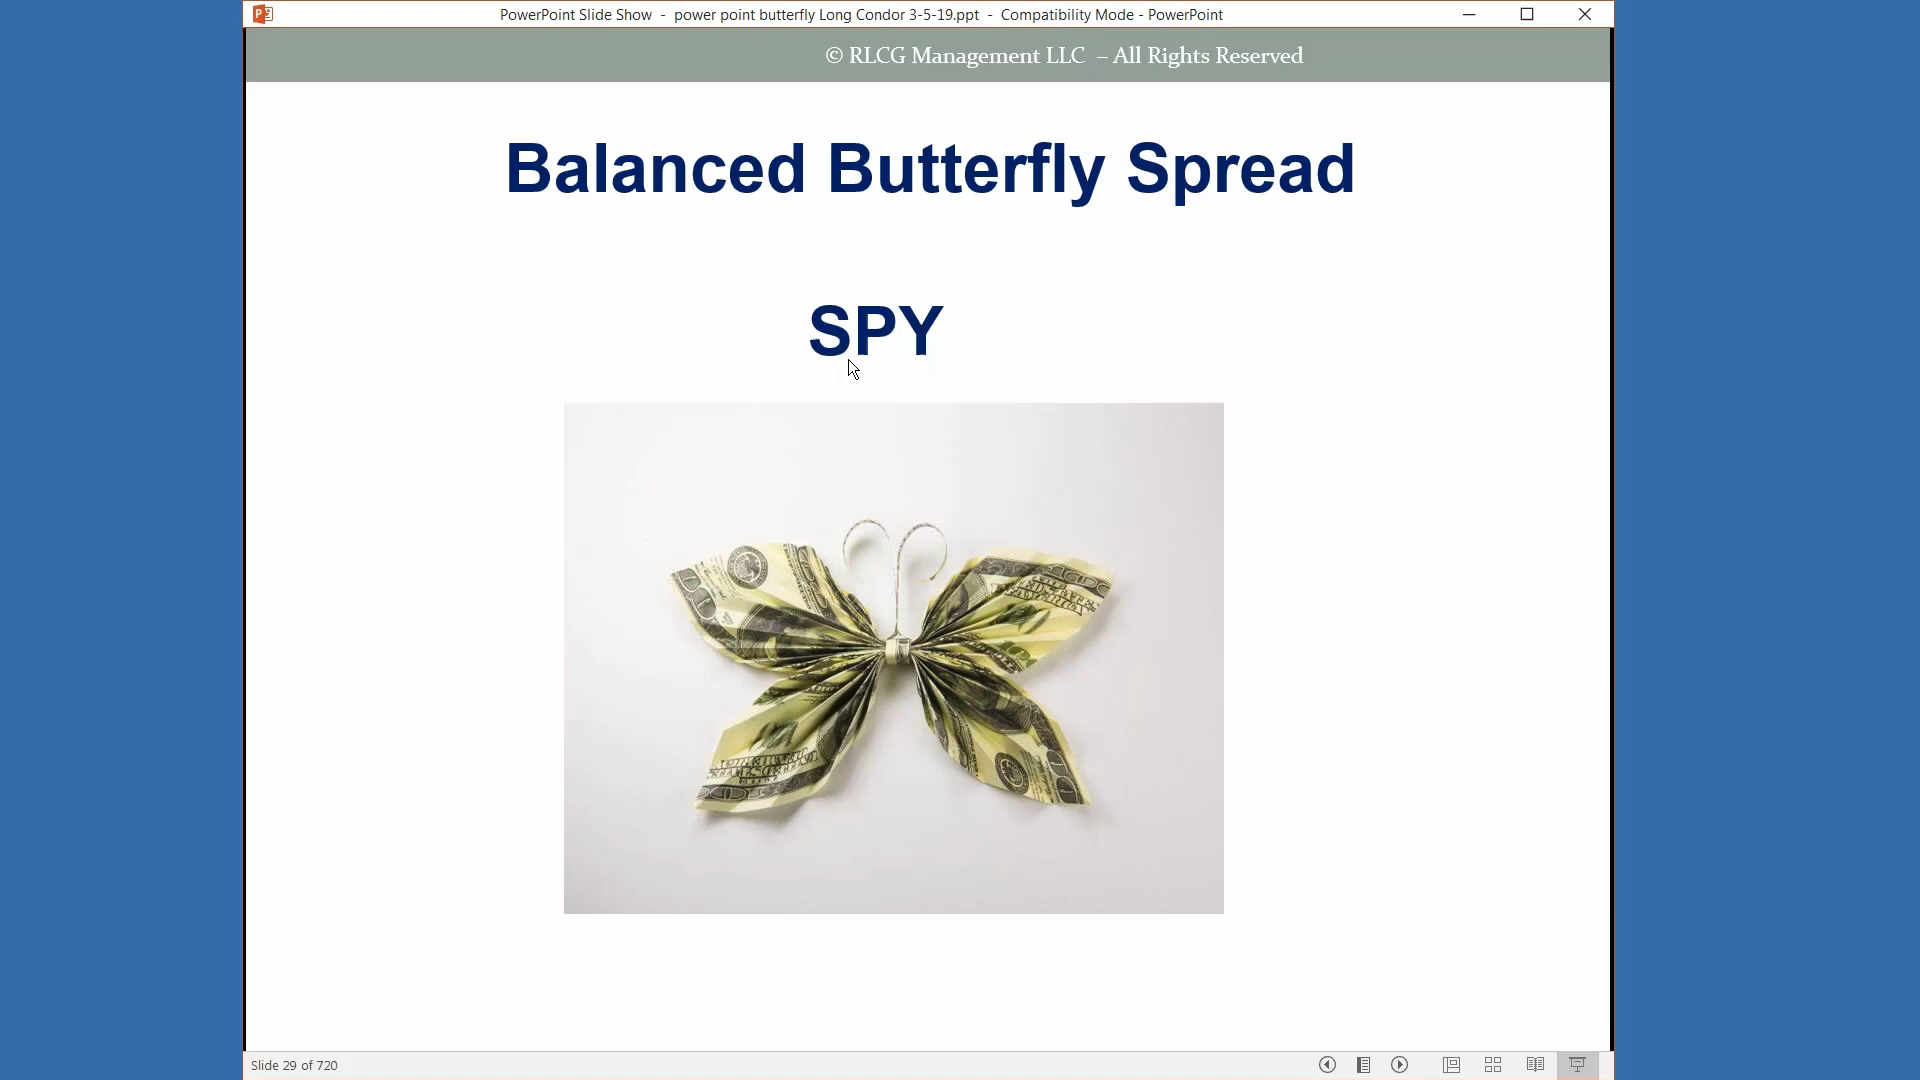 PowerPoint Slide Show - power point butterfly Long Condor 3-5-19.ppt - Compatibility Mode - PowerPoint
© RLCG Management LLC – All Rights Reserved
Balanced Butterfly Spread
SPY
Slide 29 of 720